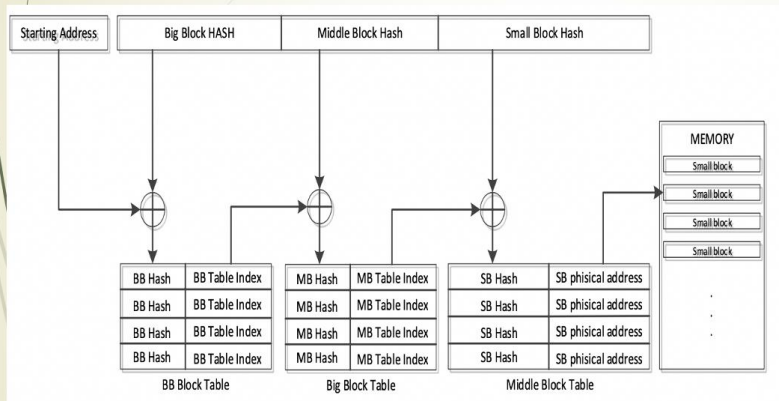 Starting Address Big Block HASH Middle Block Hash Small Block Hash
MEMORY
Small block
Small block
Small block
Small block
BB Hash BB Table Index
BB Hash BB Table Index
BB Hash BB Table Index
BB Hash BB Table Index
BB Block Table
MB Hash MB Table Index
MB Hash MB Table Index
MB Hash MB Table Index
MB Hash MB Table Index
Big Block Table
SB Hash SB phisical address
SB Hash SB phisical address
SB Hash SB phisical address
SB Hash SB phisical address
Middle Block Table